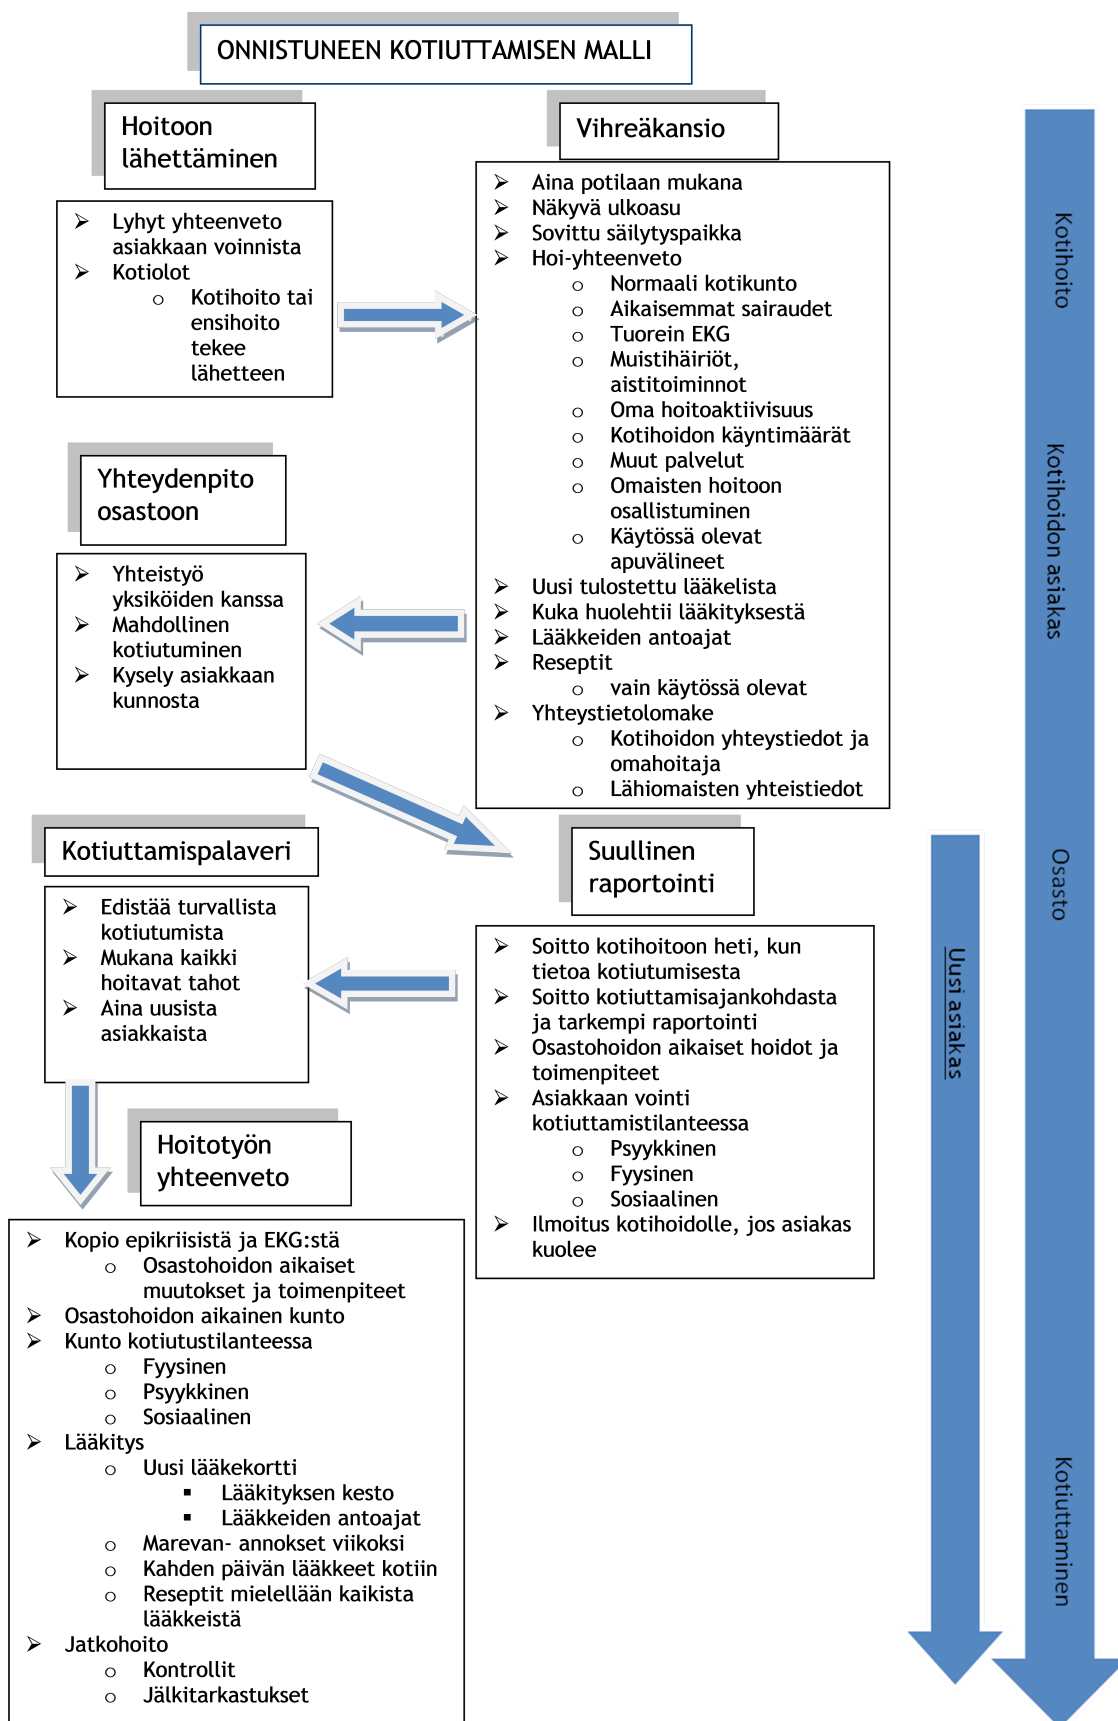 ONNISTUNEEN KOTIUTTAMISEN MALLI
Hoitoon
lähettäminen
Lyhyt yhteenveto
asiakkaan voinnista
Kotiolot
Kotihoito tai
ensihoito
tekee
lähetteen
Vihreäkansio
Aina potilaan mukana
Näkyvä ulkoasu
Sovittu säilytyspaikka
Hoi-yhteenveto
Normaali kotikunto
Aikaisemmat sairaudet
Tuorein EKG
Muistihäiriöt,
aistitoiminnot
Oma hoitoaktiivisuus
Kotihoidon käyntimäärät
Muut palvelut
Omaisten hoitoon
osallistuminen
Käytössä olevat
apuvälineet
Uusi tulostettu lääkelista
Kuka huolehtii lääkityksestä
Lääkkeiden antoajat
Reseptit
vain käytössä olevat
Yhteystietolomake
Kotihoidon yhteystiedot ja
omahoitaja
Lähiomaisten yhteistiedot
Yhteydenpito
osastoon
Yhteistyö
yksiköiden kanssa
Mahdollinen
kotiutuminen
Kysely asiakkaan
kunnosta
Suullinen
raportointi
Soitto kotihoitoon heti, kun
tietoa kotiutumisesta
Soitto kotiuttamisajankohdasta
ja tarkempi raportointi
Osastohoidon aikaiset hoidot ja
toimenpiteet
Asiakkaan vointi
kotiuttamistilanteessa
Psyykkinen
Fyysinen
Sosiaalinen
Ilmoitus kotihoidolle, jos asiakas
kuolee
Kotiuttamispalaveri
Edistää turvallista
kotiutumista
Mukana kaikki
hoitavat tahot
Aina uusista
asiakkaista
Hoitotyön
yhteenveto
Kopio epikriisistä ja EKG:stä
Osastohoidon aikaiset
muutokset ja toimenpiteet
Osastohoidon aikainen kunto
Kunto kotiutustilanteessa
Fyysinen
Psyykkinen
Sosiaalinen
Lääkitys
Uusi lääkekortti
Lääkityksen kesto
Lääkkeiden antoajat
Marevan- annokset viikoksi
Kahden päivän lääkkeet kotiin
Reseptit mielellään kaikista
lääkkeistä
Jatkohoito
Kontrollit
Jälkitarkastukset
Uusi asiakas
Kotihoito
Kotihoidon asiakas
Osasto
Kotiuttaminen